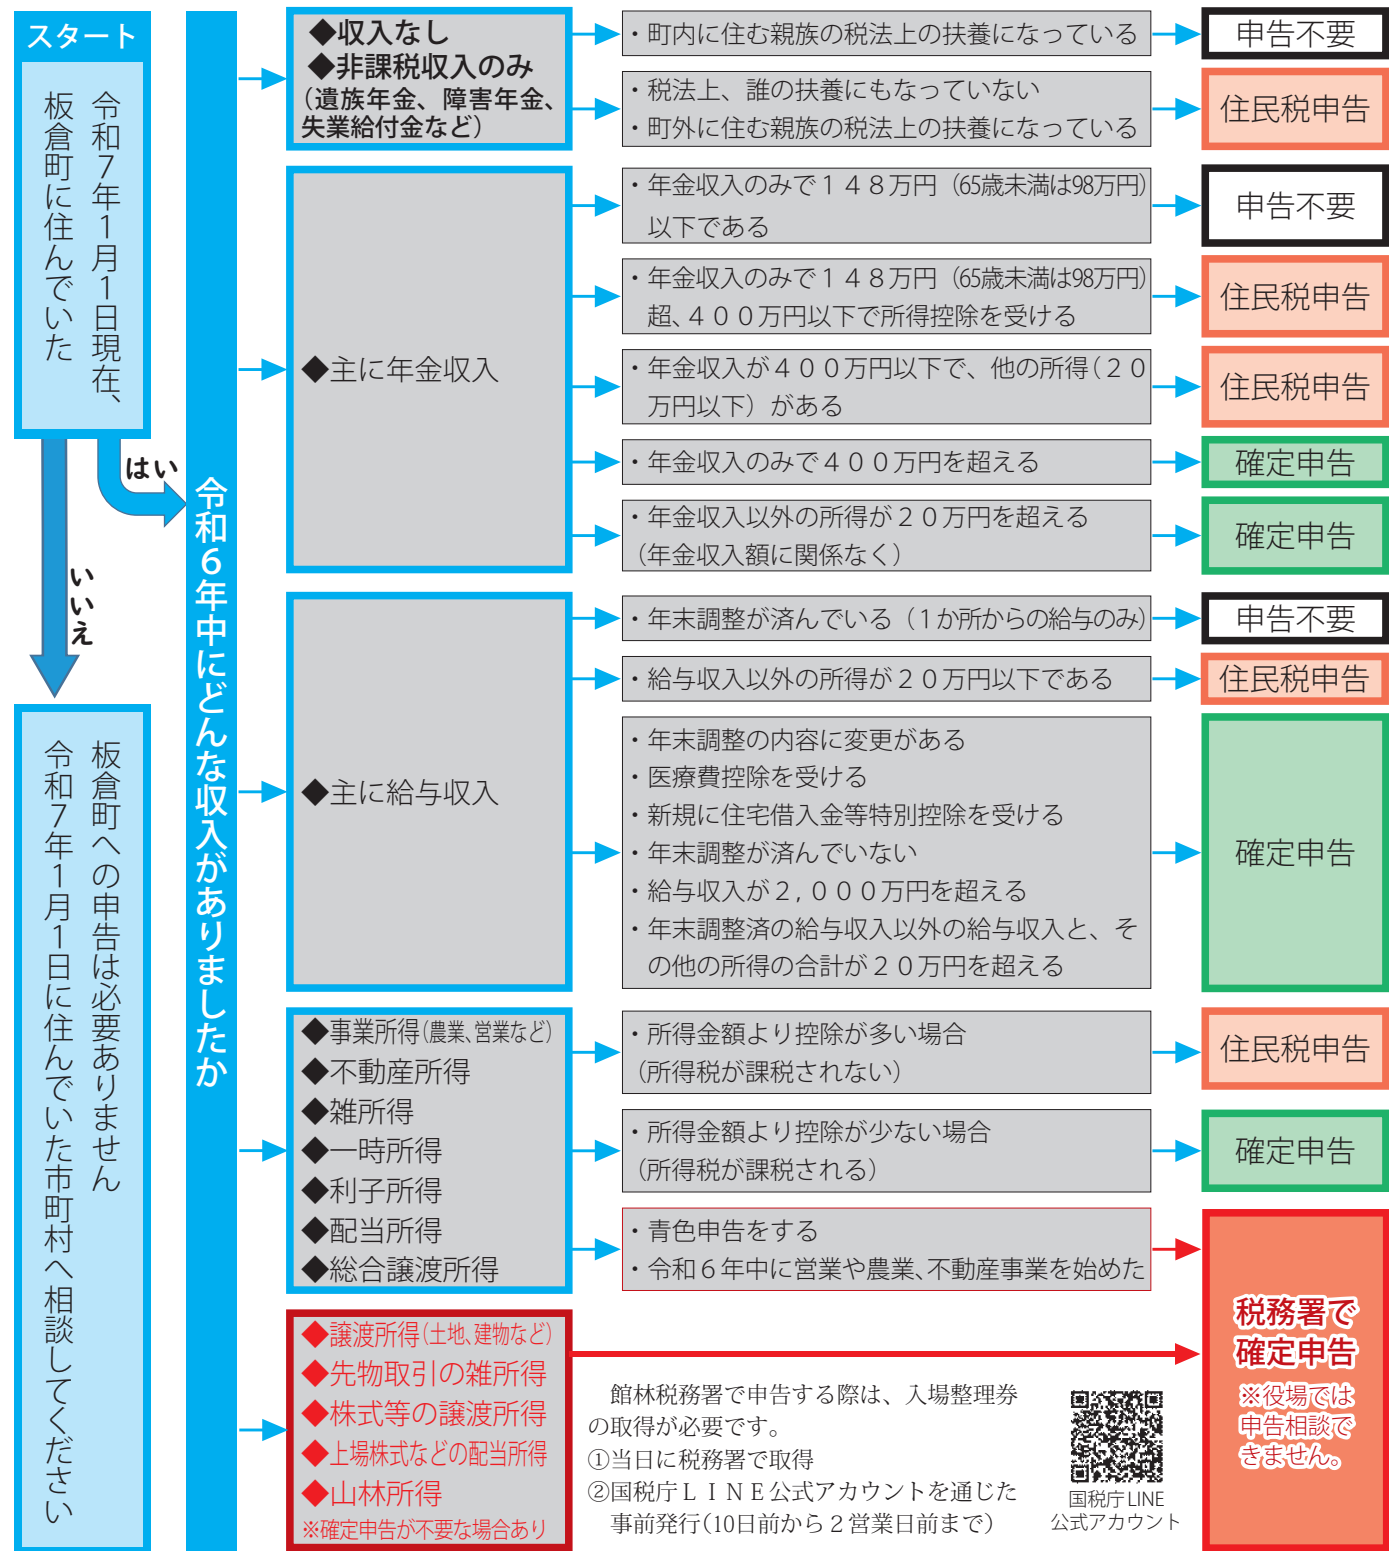 スタート
令和7年1月1日現在、
板倉町に住んでいた
はい
いいえ
板倉町への申告は必要ありません
令和7年1月1日に住んでいた市町村へ相談してください
令和6年中にどんな収入がありましたか
◆収入なし
◆非課税収入のみ
（遺族年金、障害年金、
失業給付金など）
・町内に住む親族の税法上の扶養になっている
申告不要
・税法上、誰の扶養にもなっていない
・町外に住む親族の税法上の扶養になっている
住民税申告
◆主に年金収入
・年金収入のみで１４８万円（65歳未満は98万円）
以下である
申告不要
・年金収入のみで１４８万円（65歳未満は98万円）
超、４００万円以下で所得控除を受ける
住民税申告
・年金収入が４００万円以下で、他の所得（２０
万円以下）がある
住民税申告
・年金収入のみで４００万円を超える
確定申告
・年金収入以外の所得が２０万円を超える
（年金収入額に関係なく）
確定申告
◆主に給与収入
・年末調整が済んでいる（１か所からの給与のみ）
申告不要
・給与収入以外の所得が２０万円以下である
住民税申告
・年末調整の内容に変更がある
・医療費控除を受ける
・新規に住宅借入金等特別控除を受ける
・年末調整が済んでいない
・給与収入が２,０００万円を超える
・年末調整済の給与収入以外の給与収入と、そ
の他の所得の合計が２０万円を超える
確定申告
◆事業所得（農業、営業など）
◆不動産所得
◆雑所得
◆一時所得
◆利子所得
◆配当所得
◆総合譲渡所得
・所得金額より控除が多い場合
（所得税が課税されない）
住民税申告
・所得金額より控除が少ない場合
（所得税が課税される）
確定申告
・青色申告をする
・令和６年中に営業や農業、不動産事業を始めた
◆譲渡所得（土地、建物など）
◆先物取引の雑所得
◆株式等の譲渡所得
◆上場株式などの配当所得
◆山林所得
※確定申告が不要な場合あり
税務署で
確定申告
※役場では
申告相談で
きません。
館林税務署で申告する際は、入場整理券
の取得が必要です。
①当日に税務署で取得
②国税庁ＬＩＮＥ公式アカウントを通じた
事前発行（10日前から２営業日前まで）
国税庁LINE
公式アカウント